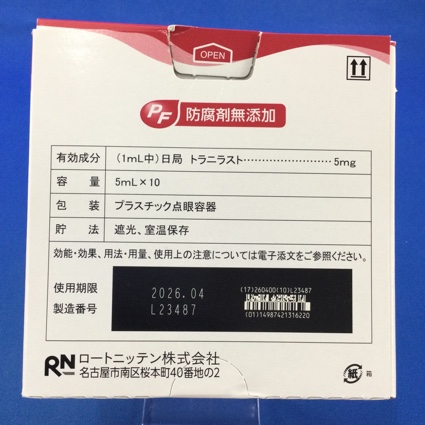 OPEN
PF 防腐剤無添加
有効成分 (1mL中)日局 トラニラスト………………………5mg
容 量 5mL×10
包 装 プラスチック点眼容器
貯 法 遮光、室温保存
効能・効果、用法・用量、使用上の注意については電子添文をご参照ください。
使用期限 2026.04
製造番号 L23487
(17)260400(10)L23487
(01)14987421316220
RN ロートニッテン株式会社
名古屋市南区桜本町40番地の2
紙 箱